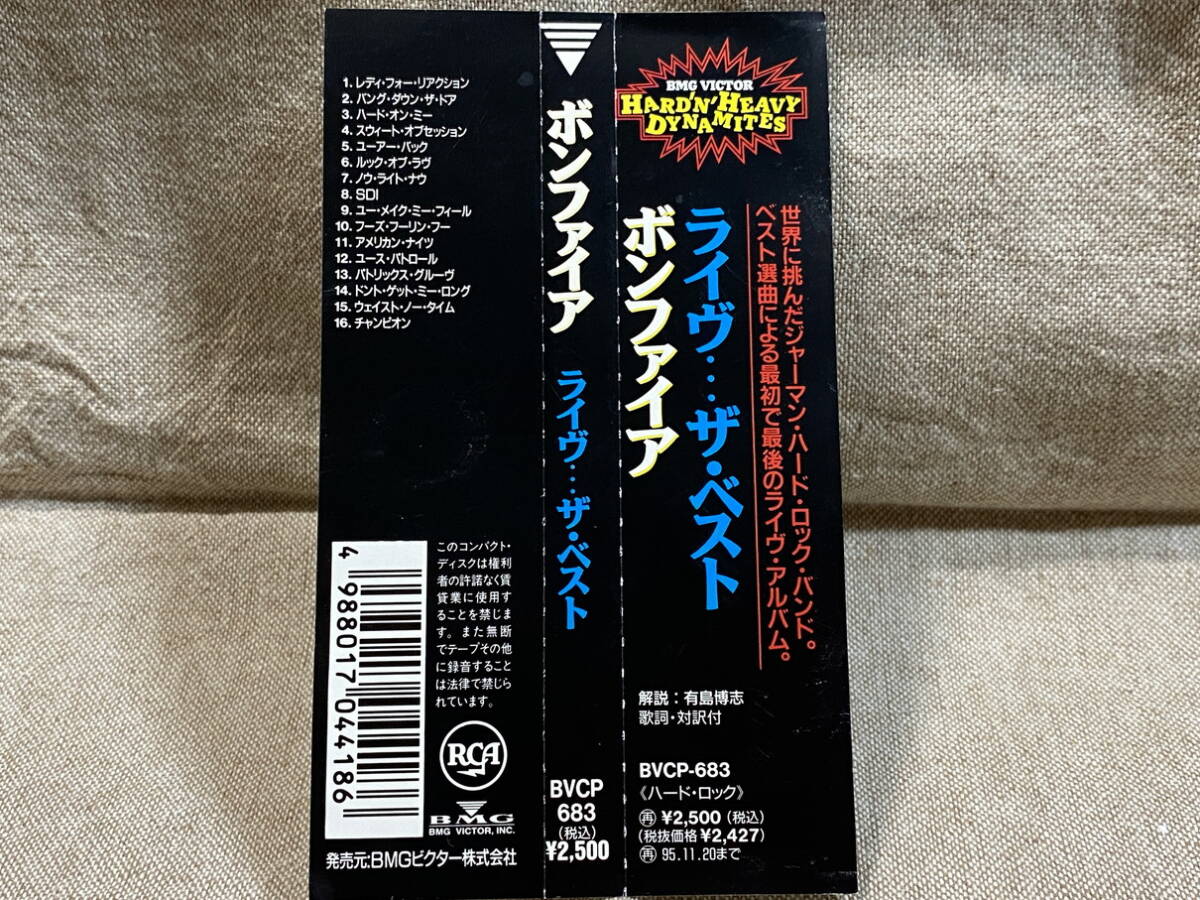 1. レディ・フォー・リアクション
2. バング・ダウン・ザ・ドア
3. ハード・オン・ミー
4. スウィート・オブセッション
5. ユーアー・バック
6. ルック・オブ・ラヴ
7. ノウ・ライト・ナウ
8. SDI
9. ユー・メイク・ミー・フィール
10. フーズ・フーリン・フー
11. アメリカン・ナイツ
12. ユース・パトロール
13. パトリックス・グルーヴ
14. ドント・ゲット・ミー・ロング
15. ウェイスト・ノー・タイム
16. チャンピオン
4 988017 044186
このコンパクト・
ディスクは権利
者の許諾なく賃
貸業に使用す
ることを禁じま
す。また無断
でテープその他
に録音すること
は法律で禁じら
れています。
RCA
BMG
BMG VICTOR, INC.
発売元:BMGビクター株式会社
ボンファイア
ライヴ…ザ・ベスト
BVCP
683
(税込)
¥2,500
BMG VICTOR
HARD'N'HEAVY
DYNAMITES
世界に挑んだジャーマン・ハード・ロック・バンド。
ベスト選曲による最初で最後のライヴ・アルバム。
ライヴ…ザ・ベスト
ボンファイア
解説:有島博志
歌詞・対訳付
BVCP-683
《ハード・ロック》
再 ¥2,500 (税込)
(税抜価格¥2,427)
再 95.11.20まで